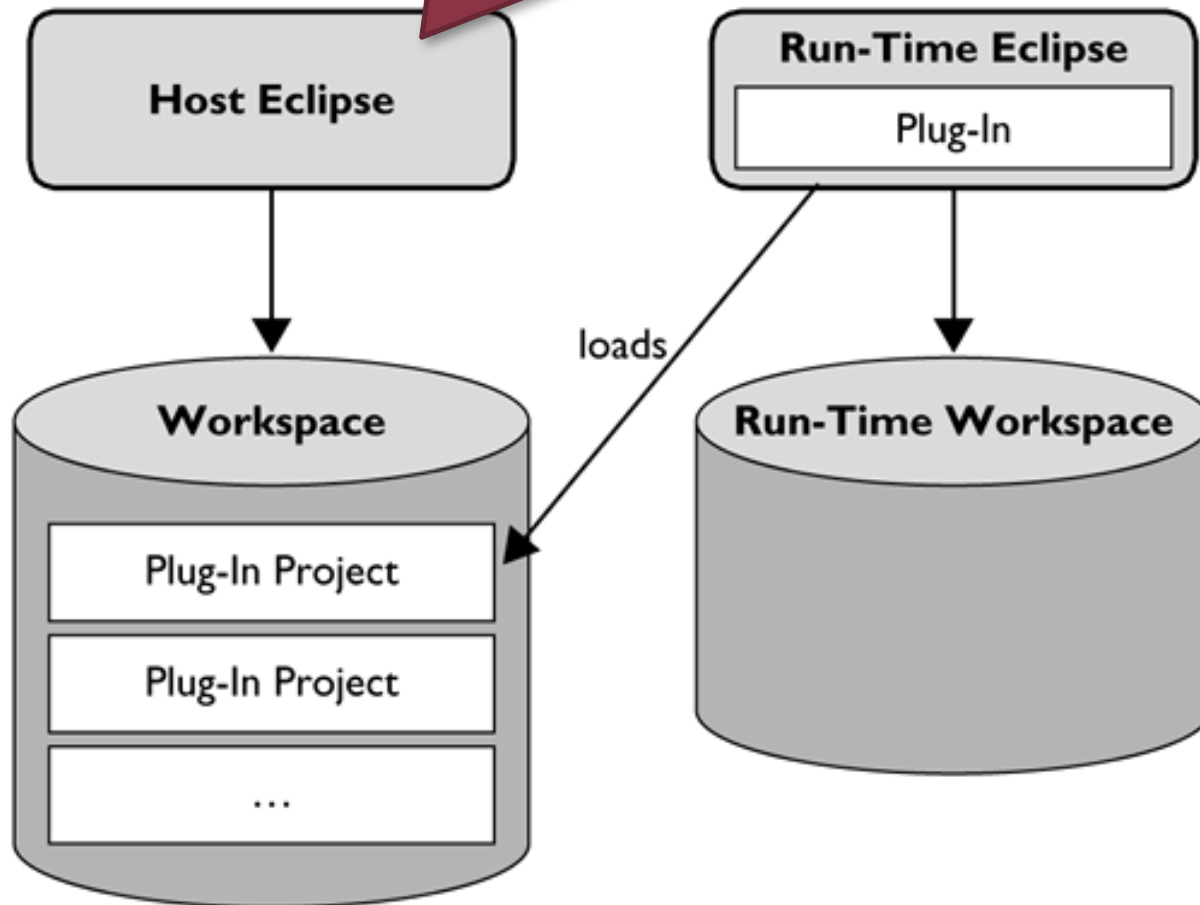 Host Eclipse
Run-Time Eclipse
Plug-In
loads
Workspace
Run-Time Workspace
Plug-In Project
Plug-In Project
...